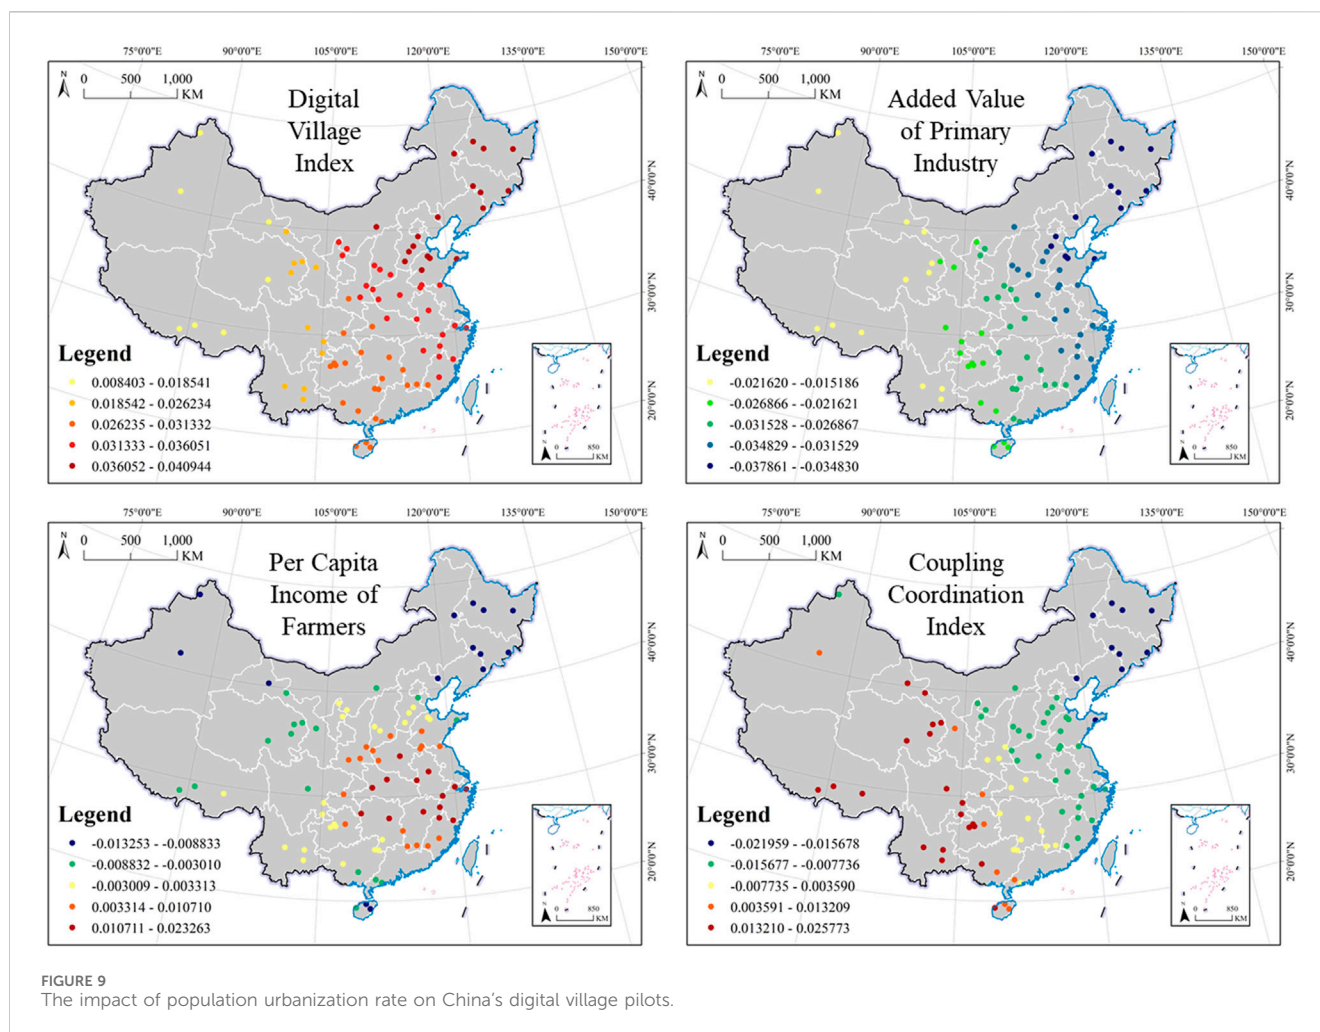 75°0'0"E 90°0'0"E 105°0'0"E 120°0'0"E 135°0'0"E 150°0'0"E
N
0 500 1,000
KM
Digital
Village
Index
40°0'0"N
30°0'0"N
20°0'0"N
Legend
0.008403 - 0.018541
0.018542 - 0.026234
0.026235 - 0.031332
0.031333 - 0.036051
0.036052 - 0.040944
N
0 850
KM
75°0'0"E 90°0'0"E 105°0'0"E 120°0'0"E 135°0'0"E 150°0'0"E
N
0 500 1,000
KM
Added Value
of Primary
Industry
40°0'0"N
30°0'0"N
20°0'0"N
Legend
-0.021620 - -0.015186
-0.026866 - -0.021621
-0.031528 - -0.026867
-0.034829 - -0.031529
-0.037861 - -0.034830
N
0 850
KM
75°0'0"E 90°0'0"E 105°0'0"E 120°0'0"E 135°0'0"E 150°0'0"E
N
0 500 1,000
KM
Per Capita
Income of
Farmers
40°0'0"N
30°0'0"N
20°0'0"N
Legend
-0.013253 - -0.008833
-0.008832 - -0.003010
-0.003009 - 0.003313
0.003314 - 0.010710
0.010711 - 0.023263
N
0 850
KM
75°0'0"E 90°0'0"E 105°0'0"E 120°0'0"E 135°0'0"E 150°0'0"E
N
0 500 1,000
KM
Coupling
Coordination
Index
40°0'0"N
30°0'0"N
20°0'0"N
Legend
-0.021959 - -0.015678
-0.015677 - -0.007736
-0.007735 - 0.003590
0.003591 - 0.013209
0.013210 - 0.025773
N
0 850
KM
FIGURE 9
The impact of population urbanization rate on China's digital village pilots.